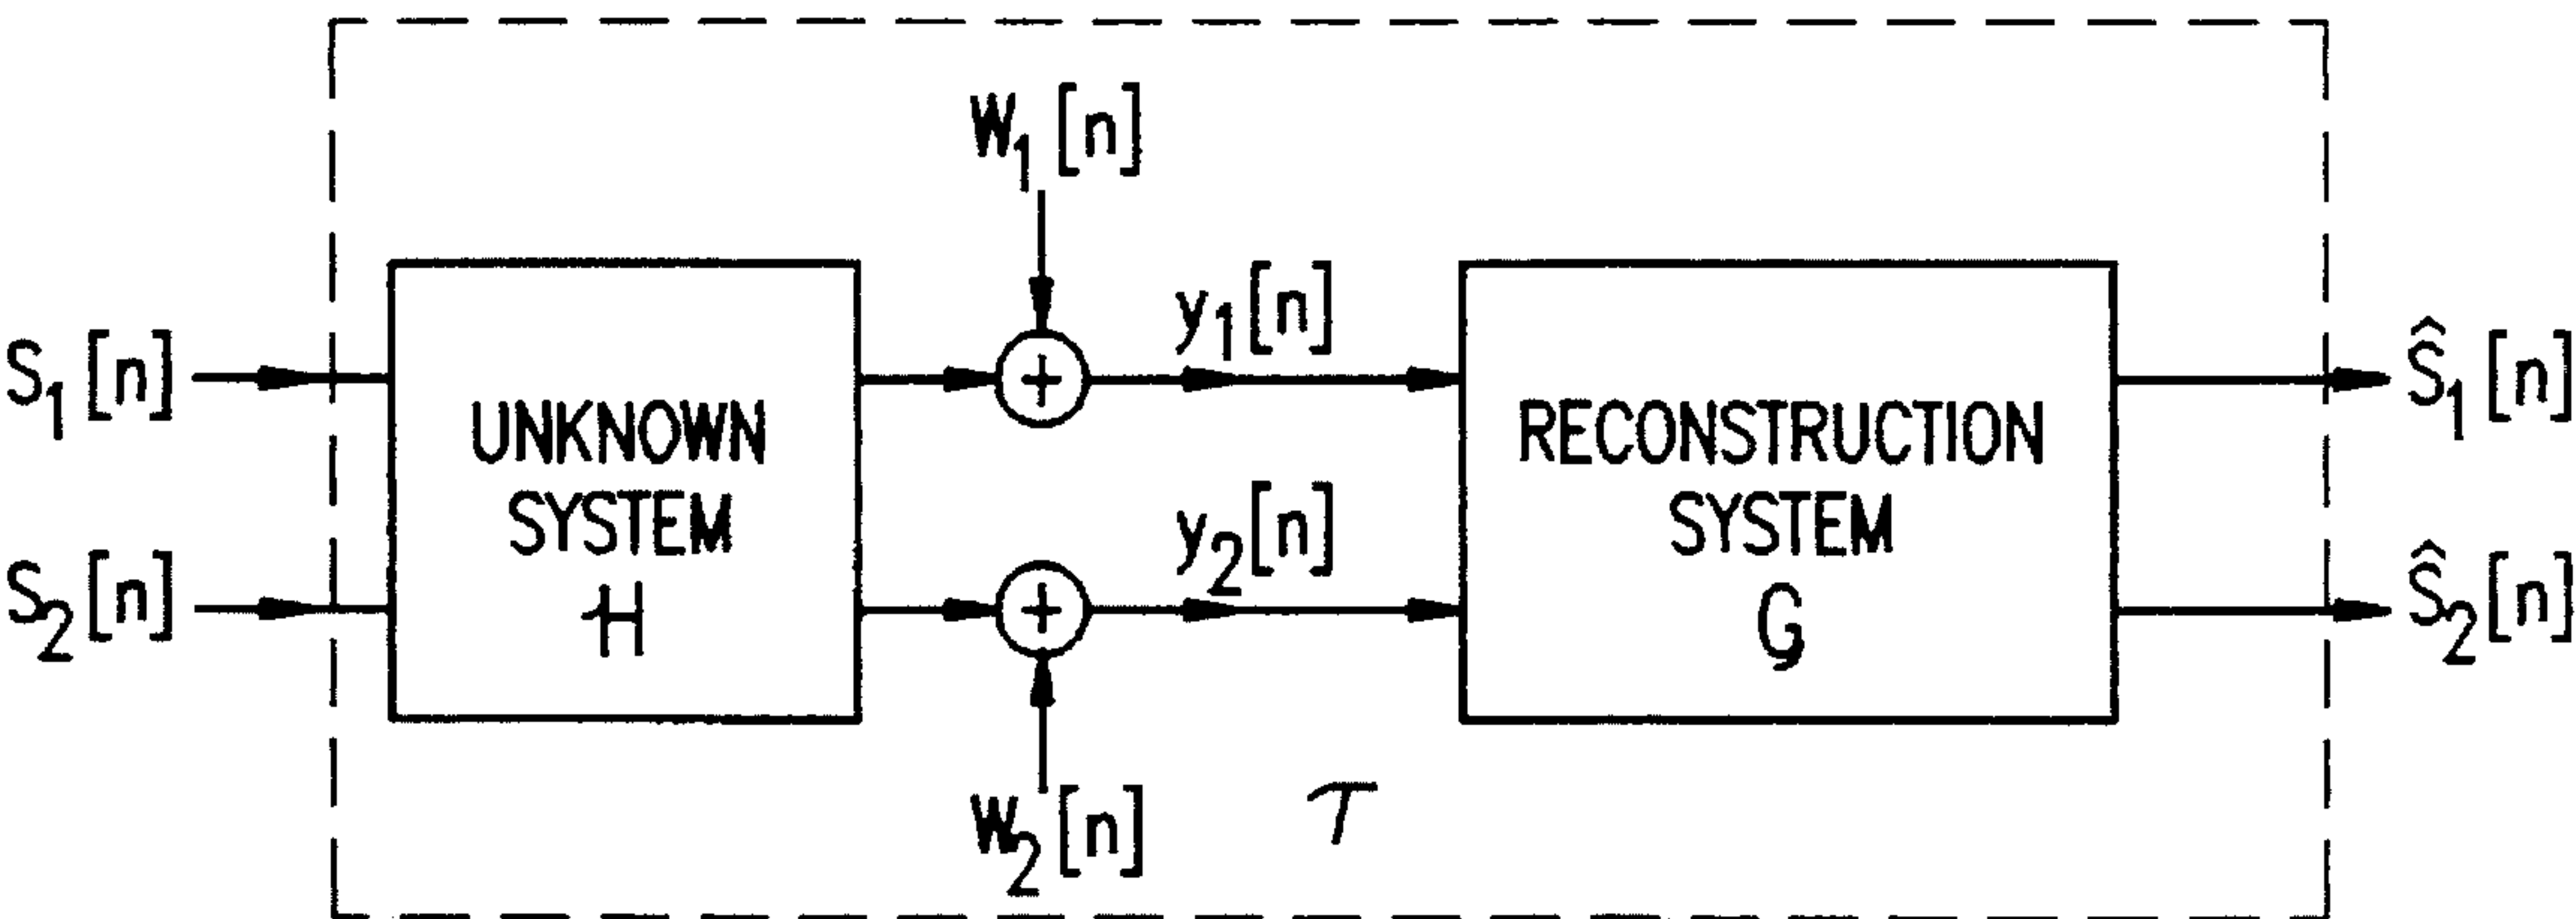 W₁[n]
S₁[n]
y₁[n]
Ŝ₁[n]
UNKNOWN
SYSTEM
H
RECONSTRUCTION
SYSTEM
G
S₂[n]
y₂[n]
Ŝ₂[n]
W₂[n]
T
+
+